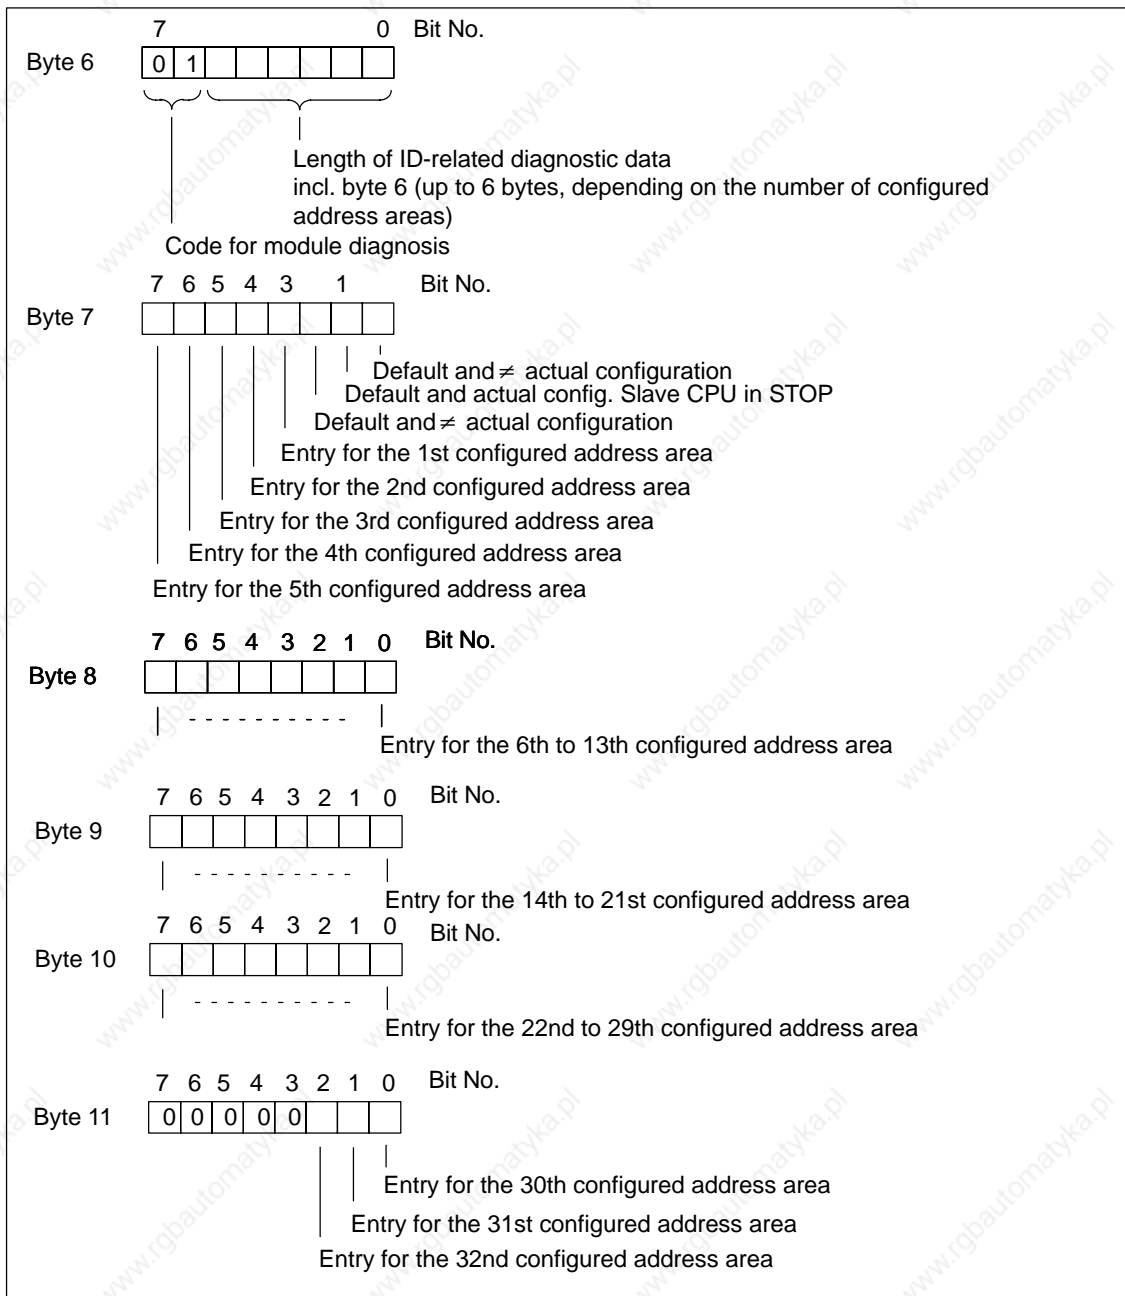 7 0 Bit No.
Byte 6 0 1
Length of ID-related diagnostic data
incl. byte 6 (up to 6 bytes, depending on the number of configured
address areas)
Code for module diagnosis
7 6 5 4 3 1 Bit No.
Byte 7
Default and ≠ actual configuration
Default and actual config. Slave CPU in STOP
Default and ≠ actual configuration
Entry for the 1st configured address area
Entry for the 2nd configured address area
Entry for the 3rd configured address area
Entry for the 4th configured address area
Entry for the 5th configured address area
7 6 5 4 3 2 1 0 Bit No.
Byte 8
Entry for the 6th to 13th configured address area
7 6 5 4 3 2 1 0 Bit No.
Byte 9
Entry for the 14th to 21st configured address area
7 6 5 4 3 2 1 0 Bit No.
Byte 10
Entry for the 22nd to 29th configured address area
7 6 5 4 3 2 1 0 Bit No.
Byte 11 0 0 0 0 0
Entry for the 30th configured address area
Entry for the 31st configured address area
Entry for the 32nd configured address area
www.rgbautomatyka.pl